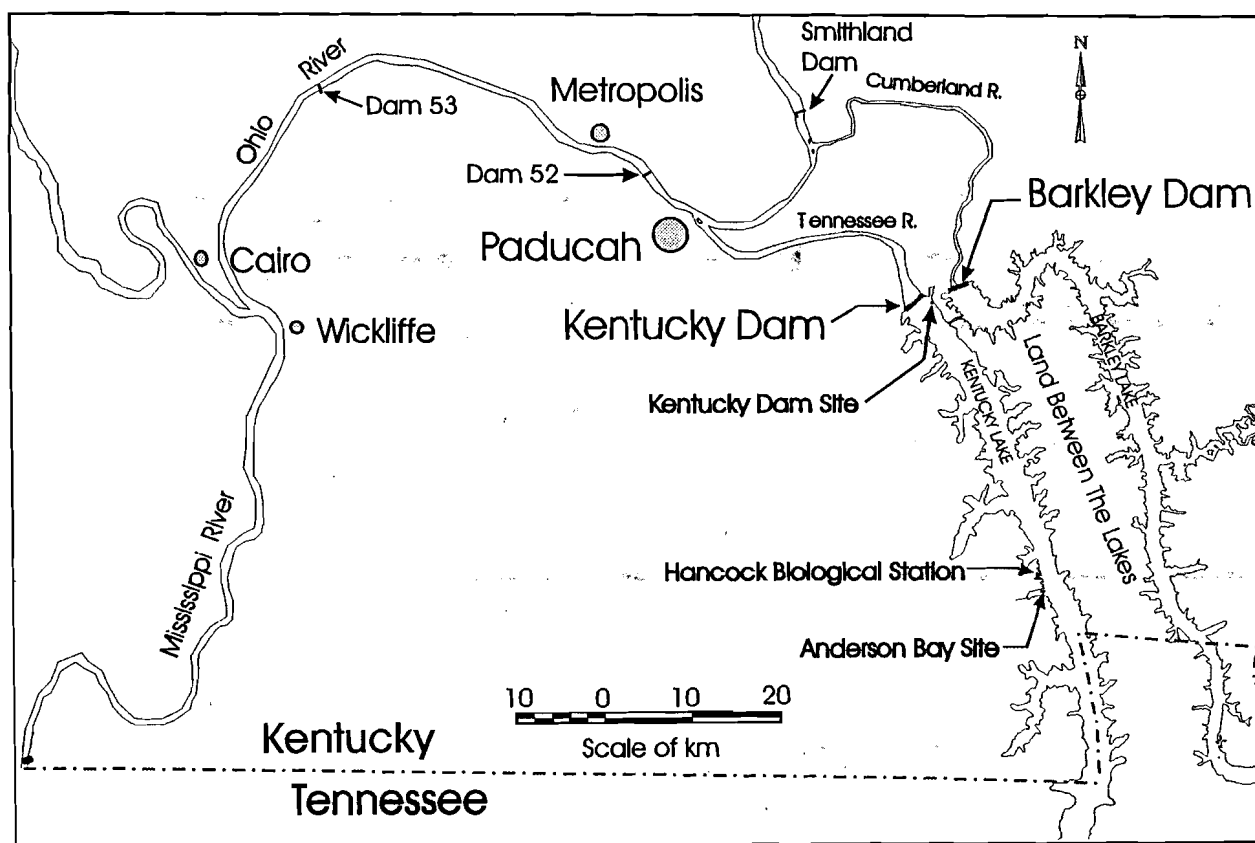 Smithland
Dam
N
River
Cumberland R.
Metropolis
Dam 53
Ohio
Dam 52
Barkley Dam
Tennessee R.
Paducah
Cairo
Kentucky Dam
Wickliffe
BARKLEY LAKE
Land Between The Lakes
KENTUCKY LAKE
Kentucky Dam Site
Mississippi River
Hancock Biological Station
Anderson Bay Site
10 0 10 20
Scale of km
Kentucky
Tennessee